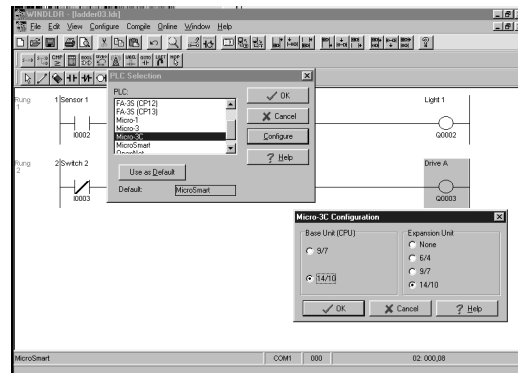 WINDLDR - [ladder03.ldr]
File Edit View Configure Compile Online Window Help
PLC Selection
PLC:
FA-3S (CP12)
FA-3S (CP13)
Micro-1
Micro-3
Micro-3C
MicroSmart
OpenNet
OK
Cancel
Configure
Help
Use as Default
Default: MicroSmart
Rung 1
1 Sensor 1
I0002
Light 1
Q0002
Rung 2
2 Switch 2
I0003
Drive A
Q0003
Micro-3C Configuration
Base Unit (CPU)
9/7
14/10
Expansion Unit
None
6/4
9/7
14/10
OK Cancel Help
MicroSmart COM1 000 02: 000,08